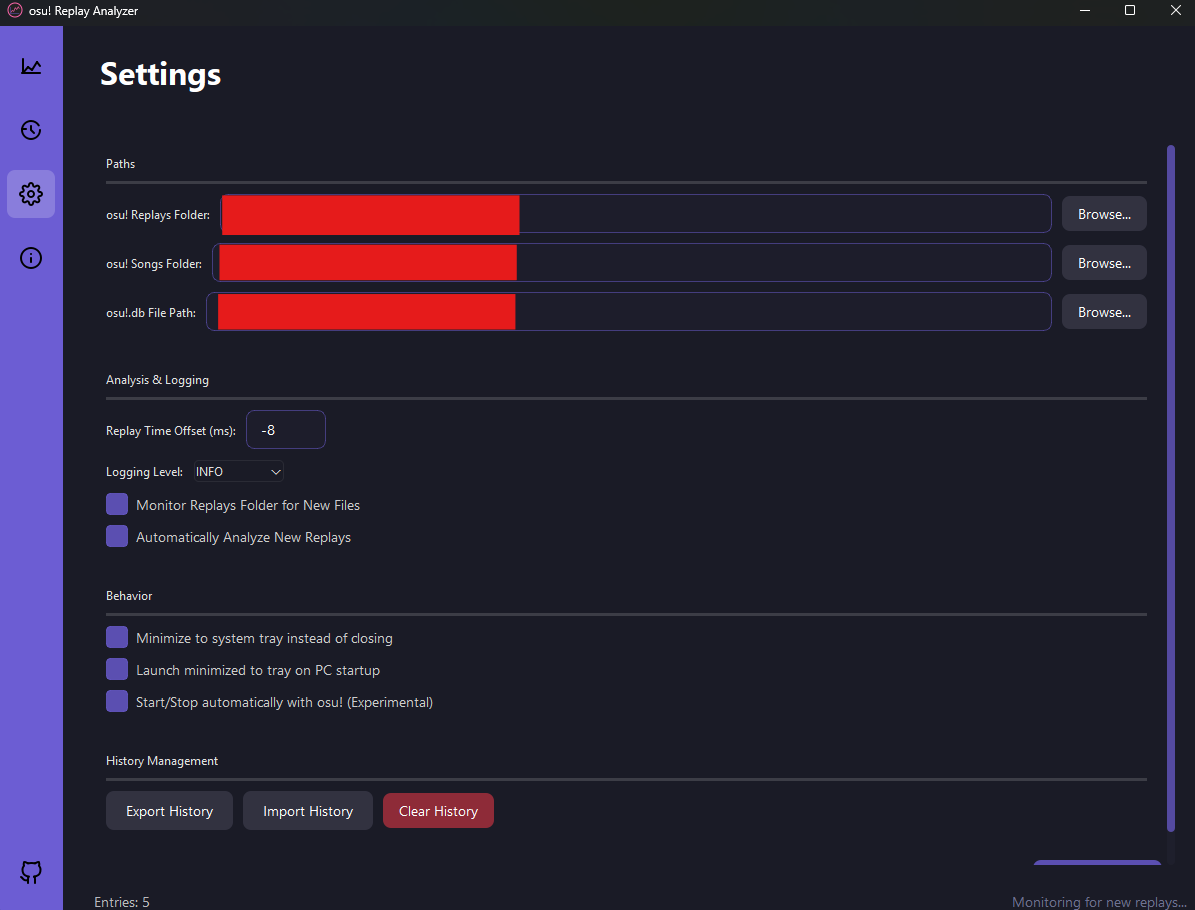 osu! Replay Analyzer
Settings
Paths
osu! Replays Folder: Browse...
osu! Songs Folder: Browse...
osu!.db File Path: Browse...
Analysis & Logging
Replay Time Offset (ms): -8
Logging Level: INFO
Monitor Replays Folder for New Files
Automatically Analyze New Replays
Behavior
Minimize to system tray instead of closing
Launch minimized to tray on PC startup
Start/Stop automatically with osu! (Experimental)
History Management
Export History Import History Clear History
Entries: 5 Monitoring for new replays...